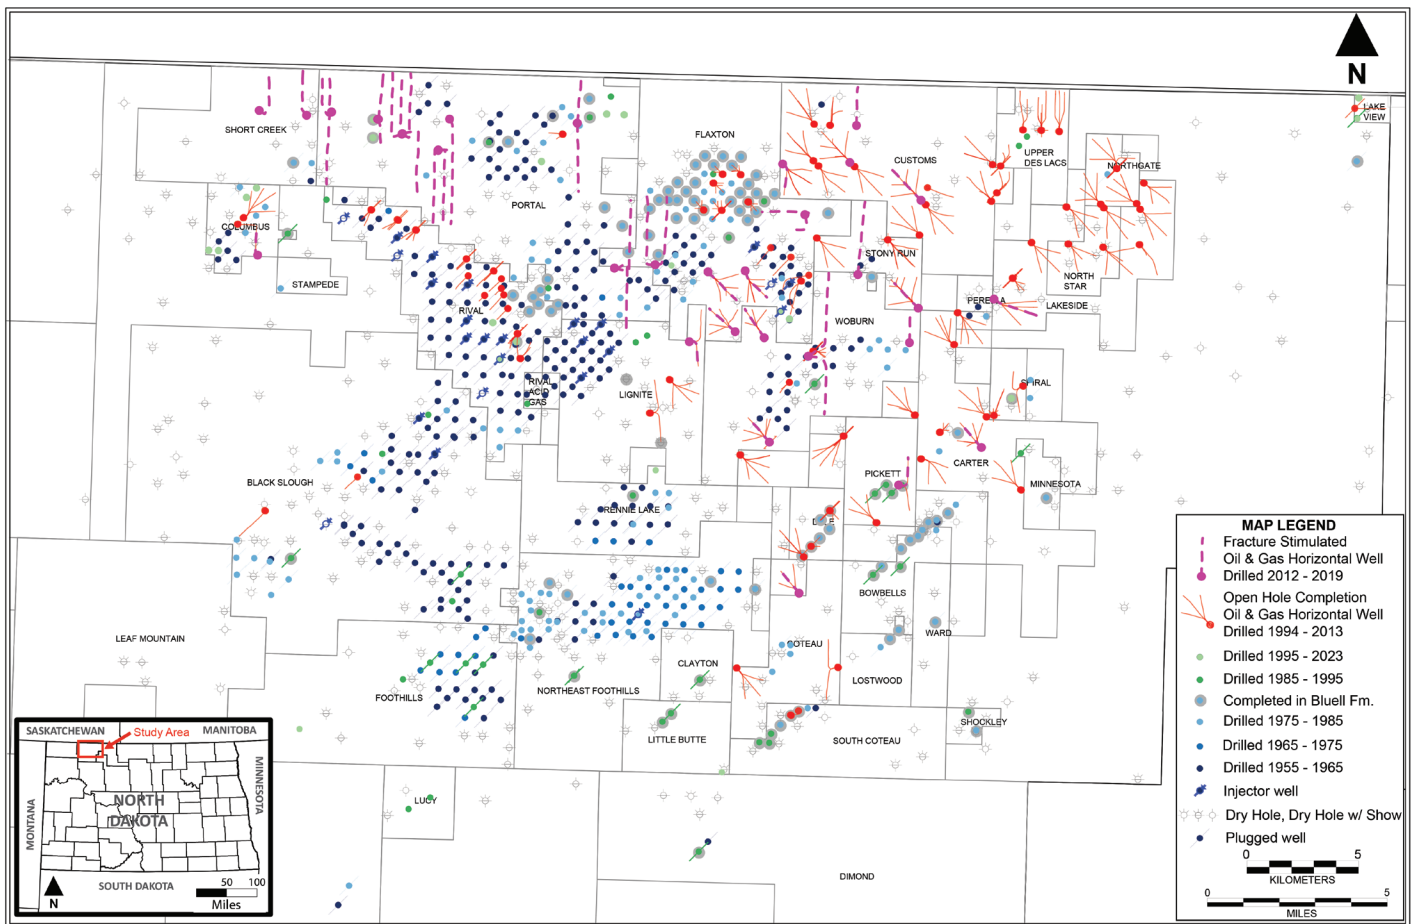 N
LAKE
VIEW
SHORT CREEK
FLAXTON
CUSTOMS
UPPER
DES LACS
NORTHGATE
PORTAL
COLUMBUS
STONY RUN
STAMPEDE
NORTH
STAR
PERELLA
LAKESIDE
RIVAL
WOBURN
RIVAL
ACID
GAS
LIGNITE
SPIRAL
CARTER
BLACK SLOUGH
PICKETT
MINNESOTA
RENNIE LAKE
BOWBELLS
LEAF MOUNTAIN
WARD
COTEAU
CLAYTON
LOSTWOOD
FOOTHILLS
NORTHEAST FOOTHILLS
SHOCKLEY
LITTLE BUTTE
SOUTH COTEAU
LUCY
DIMOND
MAP LEGEND
Fracture Stimulated
Oil & Gas Horizontal Well
Drilled 2012 - 2019
Open Hole Completion
Oil & Gas Horizontal Well
Drilled 1994 - 2013
Drilled 1995 - 2023
Drilled 1985 - 1995
Completed in Bluell Fm.
Drilled 1975 - 1985
Drilled 1965 - 1975
Drilled 1955 - 1965
Injector well
Dry Hole, Dry Hole w/ Show
Plugged well
0 5
KILOMETERS
0 5
MILES
SASKATCHEWAN
MANITOBA
Study Area
MONTANA
NORTH
DAKOTA
MINNESOTA
SOUTH DAKOTA
N
50 100
Miles